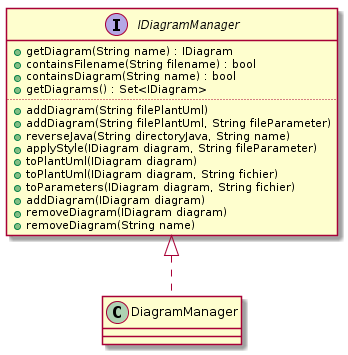 I IDiagramManager
getDiagram(String name) : IDiagram
containsFilename(String filename) : bool
containsDiagram(String name) : bool
getDiagrams() : Set<IDiagram>
addDiagram(String filePlantUml)
addDiagram(String filePlantUml, String fileParameter)
reverseJava(String directoryJava, String name)
applyStyle(IDiagram diagram, String fileParameter)
toPlantUml(IDiagram diagram)
toPlantUml(IDiagram diagram, String fichier)
toParameters(IDiagram diagram, String fichier)
addDiagram(IDiagram diagram)
removeDiagram(IDiagram diagram)
removeDiagram(String name)
C DiagramManager